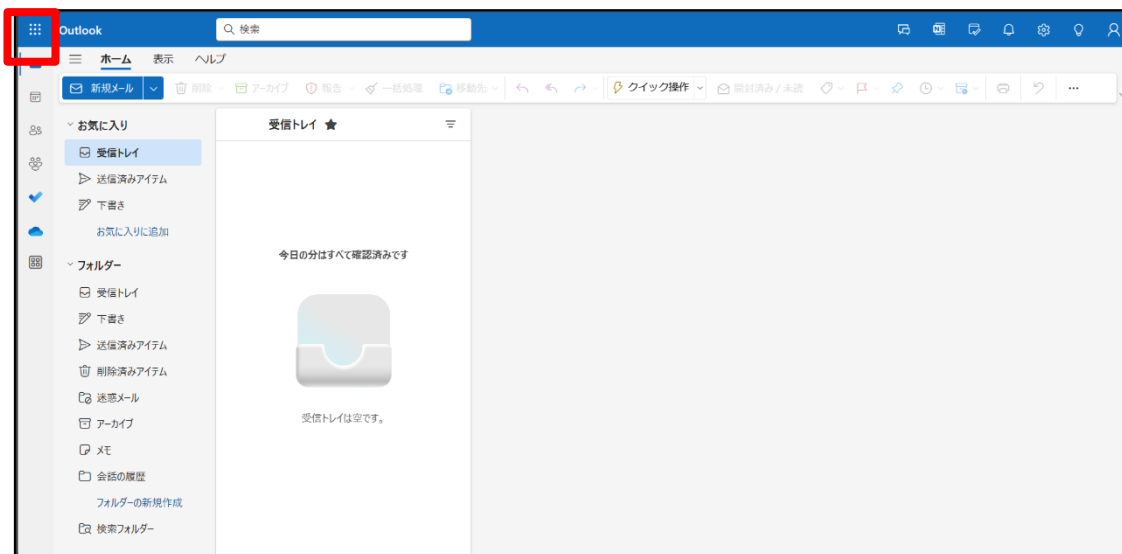 Outlook
検索
ホーム 表示 ヘルプ
新規メール 削除 アーカイブ 報告 一括処理 移動先 クイック操作 開封済み / 未読
お気に入り
受信トレイ
送信済みアイテム
下書き
お気に入りに追加
フォルダー
受信トレイ
下書き
送信済みアイテム
削除済みアイテム
迷惑メール
アーカイブ
メモ
会話の履歴
フォルダーの新規作成
検索フォルダー
受信トレイ ★
今日の分はすべて確認済みです
受信トレイは空です。